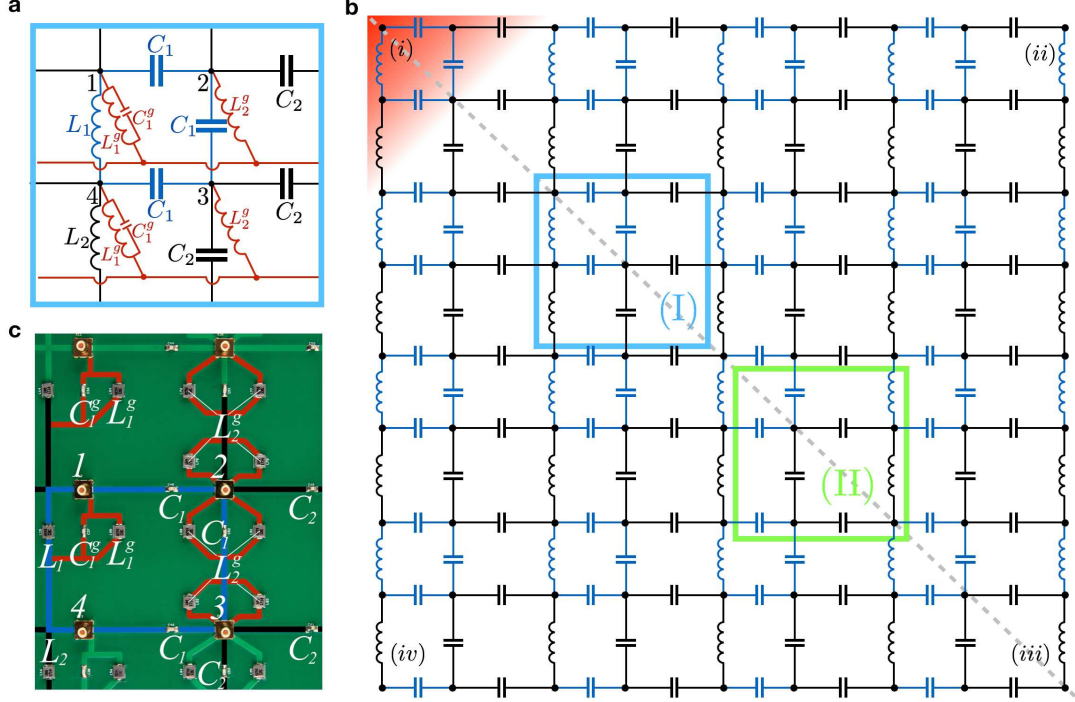 a
C₁
1
2
C₂
L₁
C₁ᵍ
L₁ᵍ
C₁
L₂ᵍ
4
C₁
3
C₂
L₂
C₁ᵍ
L₁ᵍ
C₂
L₂ᵍ
b
(i)
(ii)
(I)
(II)
(iv)
(iii)
c
C₁ᵍ L₁ᵍ
L₂ᵍ
1
2
C₁
C₂
C₁
L₁ C₁ᵍ L₁ᵍ
L₂ᵍ
4
3
L₂
C₁
C₂
C₂